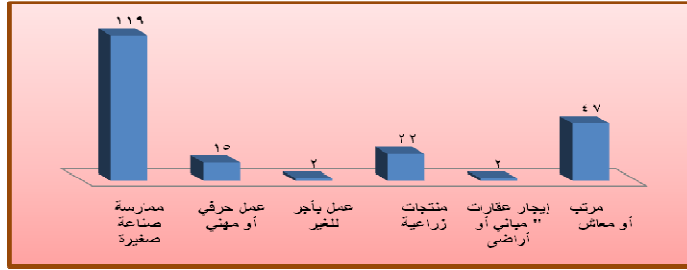 ١١٩
١٥
٢
٢٢
٢
٤٧
ممارسة
صناعة
صغيرة
عمل حرفي
أو مهني
عمل بأجر
للغير
منتجات
زراعية
إيجار عقارات
" مباني أو
أراضى
مرتب
أو معاش